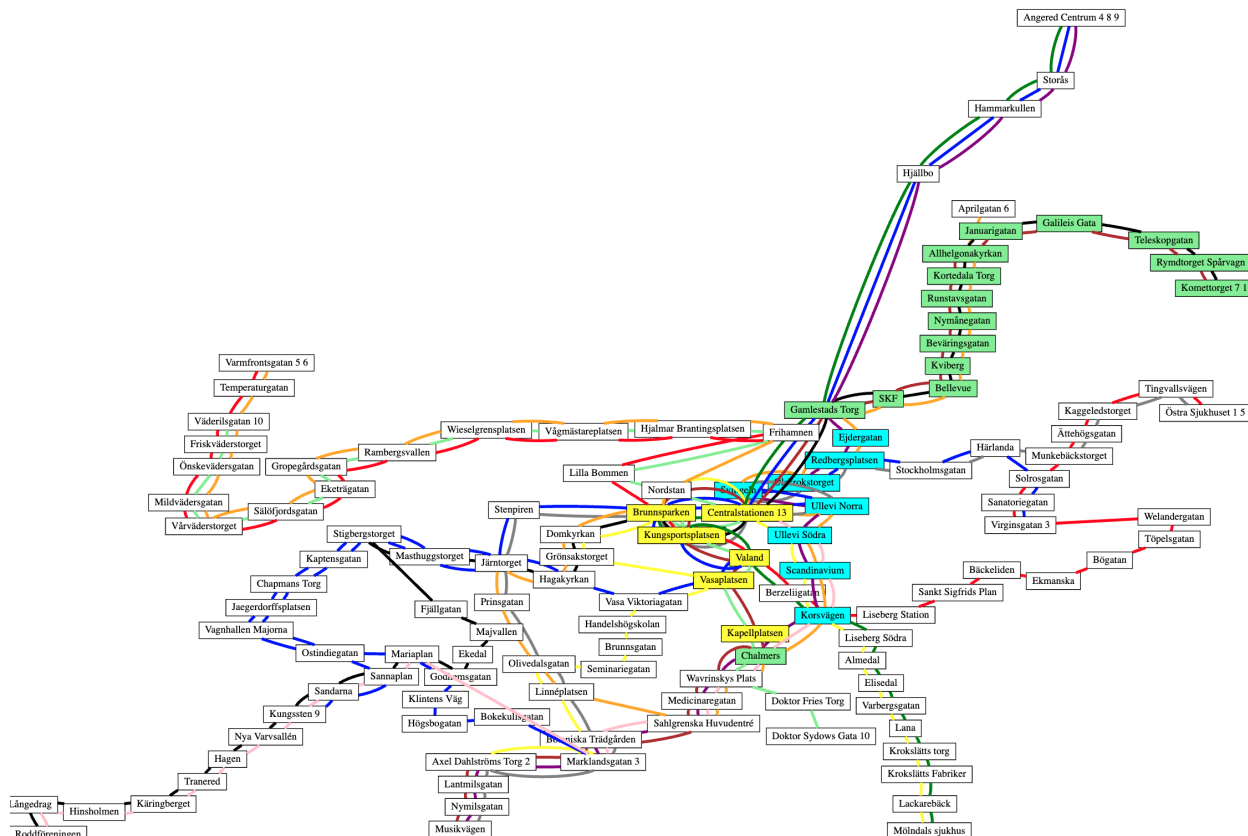 Angered Centrum 4 8 9
Storås
Hammarkullen
Hjällbo
Aprilgatan 6
Januarigatan
Galileis Gata
Teleskopgatan
Allhelgonakyrkan
Rymdtorget Spårvagn
Kortedala Torg
Komettorget 7 1
Runstavsgatan
Nymånegatan
Beväringsgatan
Kviberg
Varmfrontsgatan 5 6
Temperaturgatan
Bellevue
Tingvallsvägen
SKF
Gamlestads Torg
Kaggeledstorget
Östra Sjukhuset 1 5
Väderilsgatan 10
Wieselgrensplatsen
Vågmästareplatsen
Hjalmar Brantingsplatsen
Frihamnen
Ejdergatan
Ättehögsgatan
Friskväderstorget
Rambergsvallen
Härlanda
Munkebäckstorget
Önskevädersgatan
Gropegårdsgatan
Redbergsplatsen
Stockholmsgatan
Lilla Bommen
Solrosgatan
Eketrägatan
Nordstan
Mildvädersgatan
Sanatoriegatan
Ullevi Norra
Stenpiren
Brunnsparken
Centralstationen 13
Sälöfjordsgatan
Vårväderstorget
Virginsgatan 3
Welandergatan
Stigbergstorget
Domkyrkan
Kungsportsplatsen
Ullevi Södra
Töpelsgatan
Kaptensgatan
Masthuggstorget
Järntorget
Grönsakstorget
Valand
Bögatan
Chapmans Torg
Hagakyrkan
Vasaplatsen
Scandinavium
Bäckeliden
Ekmanska
Jaegerdorffsplatsen
Prinsgatan
Vasa Viktoriagatan
Berzeliigatan
Sankt Sigfrids Plan
Fjällgatan
Korsvägen
Liseberg Station
Vagnhallen Majorna
Majvallen
Handelshögskolan
Kapellplatsen
Liseberg Södra
Ostindiegatan
Mariaplan
Ekedal
Brunnsgatan
Chalmers
Almedal
Olivedalsgatan
Seminariegatan
Sannaplan
Godhemsgatan
Wavrinskys Plats
Elisedal
Sandarna
Linnéplatsen
Klintens Väg
Medicinaregatan
Doktor Fries Torg
Varbergsgatan
Kungssten 9
Högsbogatan
Bokekullsgatan
Sahlgrenska Huvudentré
Lana
Nya Varvsallén
Doktor Sydows Gata 10
Krokslätts torg
Hagen
Axel Dahlströms Torg 2
Marklandsgatan 3
Krokslätts Fabriker
Tranered
Lantmilsgatan
Långedrag
Käringberget
Nymilsgatan
Lackarebäck
Hinsholmen
Musikvägen
Mölndals sjukhus